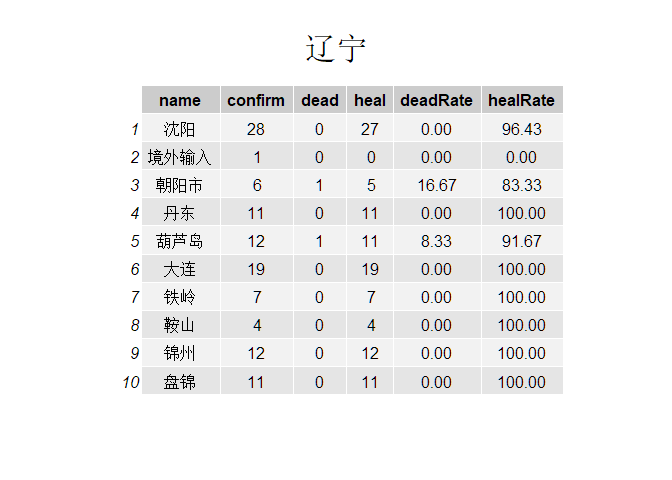 辽宁
name confirm dead heal deadRate healRate
1 沈阳 28 0 27 0.00 96.43
2 境外输入 1 0 0 0.00 0.00
3 朝阳市 6 1 5 16.67 83.33
4 丹东 11 0 11 0.00 100.00
5 葫芦岛 12 1 11 8.33 91.67
6 大连 19 0 19 0.00 100.00
7 铁岭 7 0 7 0.00 100.00
8 鞍山 4 0 4 0.00 100.00
9 锦州 12 0 12 0.00 100.00
10 盘锦 11 0 11 0.00 100.00